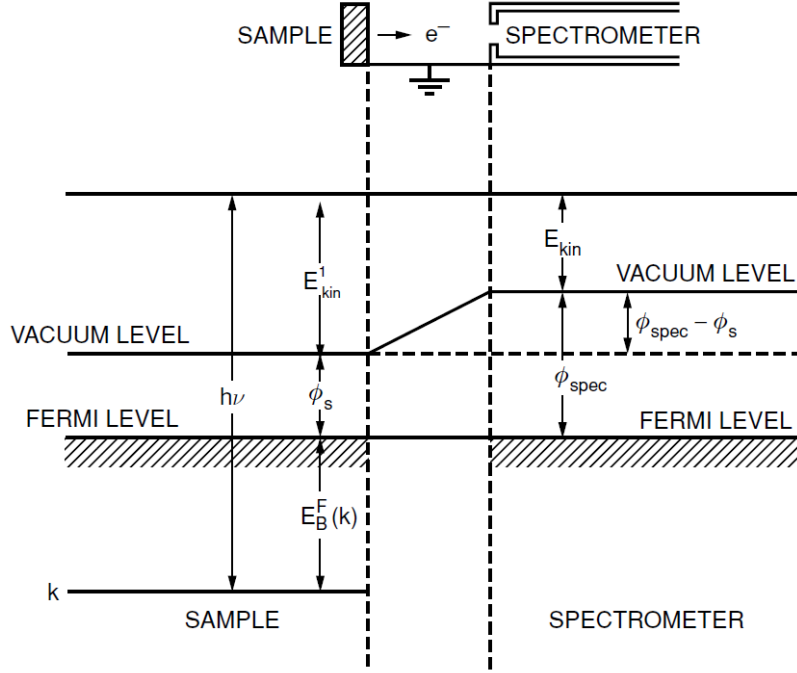 SAMPLE
e⁻
SPECTROMETER
E¹kin
Ekin
VACUUM LEVEL
VACUUM LEVEL
ϕspec − ϕs
hν
ϕs
ϕspec
FERMI LEVEL
FERMI LEVEL
E_B^F(k)
k
SAMPLE
SPECTROMETER